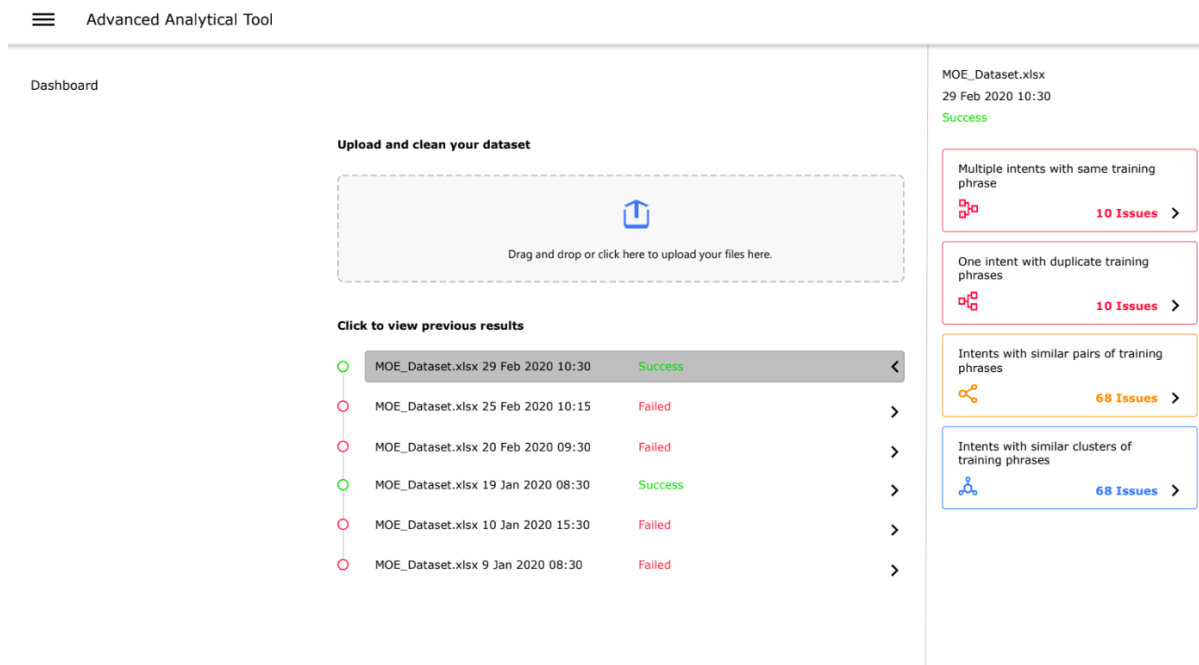 Advanced Analytical Tool
Dashboard
Upload and clean your dataset
Drag and drop or click here to upload your files here.
Click to view previous results
MOE_Dataset.xlsx 29 Feb 2020 10:30 Success
MOE_Dataset.xlsx 25 Feb 2020 10:15 Failed
MOE_Dataset.xlsx 20 Feb 2020 09:30 Failed
MOE_Dataset.xlsx 19 Jan 2020 08:30 Success
MOE_Dataset.xlsx 10 Jan 2020 15:30 Failed
MOE_Dataset.xlsx 9 Jan 2020 08:30 Failed
MOE_Dataset.xlsx
29 Feb 2020 10:30
Success
Multiple intents with same training
phrase
10 Issues
One intent with duplicate training
phrases
10 Issues
Intents with similar pairs of training
phrases
68 Issues
Intents with similar clusters of
training phrases
68 Issues